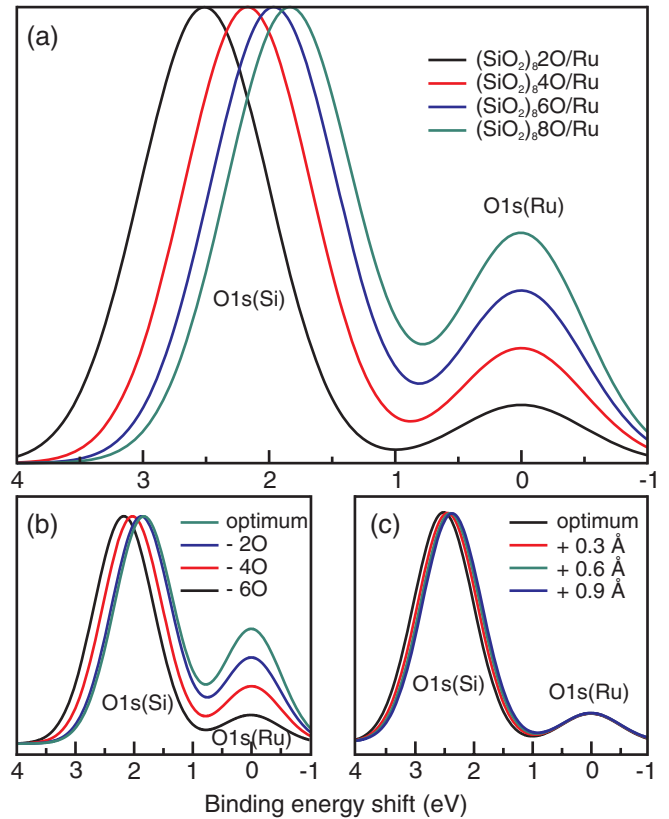 (a)
(SiO₂)₈2O/Ru
(SiO₂)₈4O/Ru
(SiO₂)₈6O/Ru
(SiO₂)₈8O/Ru
O1s(Ru)
O1s(Si)
4 3 2 1 0 -1
(b)
optimum
- 2O
- 4O
- 6O
O1s(Si)
O1s(Ru)
4 3 2 1 0 -1
(c)
optimum
+ 0.3 Å
+ 0.6 Å
+ 0.9 Å
O1s(Si)
O1s(Ru)
4 3 2 1 0 -1
Binding energy shift (eV)